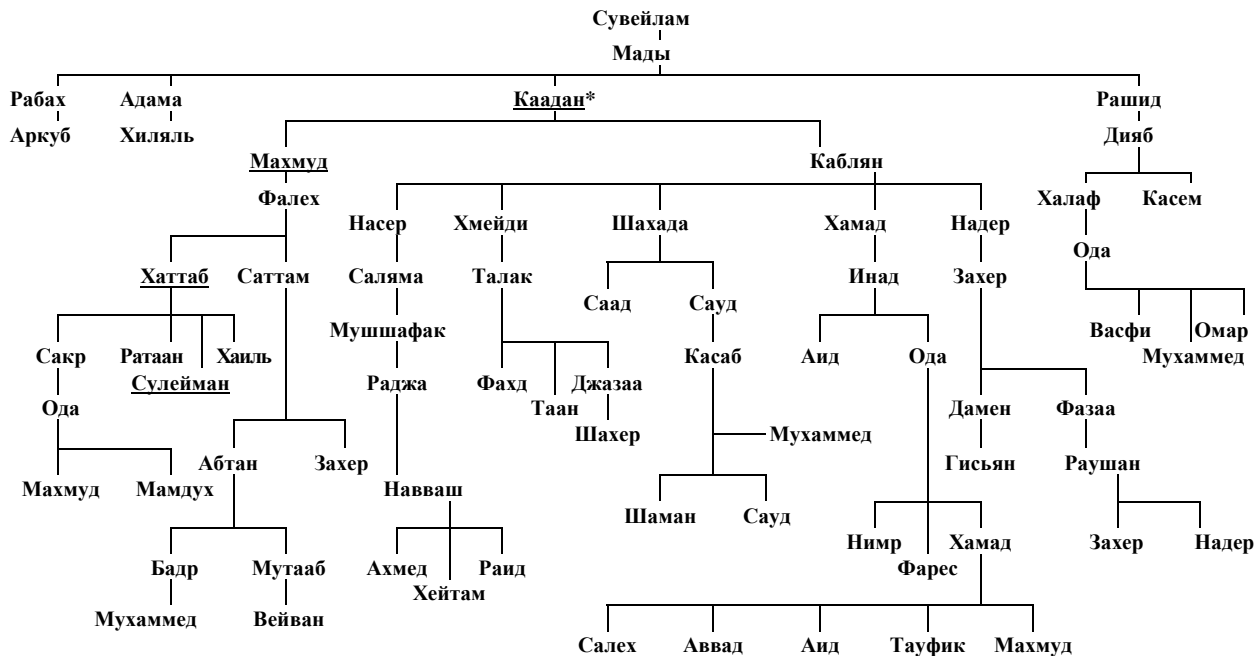 Сувейлам
Мады
Рабах Адама Каадан* Рашид
Аркуб Хиляль Дияб
Махмуд Каблян
Фалех Халаф Касем
Насер Хмейди Шахада Хамад Надер
Ода
Хаттаб Саттам Саляма Талак Инад Захер
Саад Сауд
Мушшафак Васфи Омар
Сакр Ратаан Хаиль Касаб Аид Ода Мухаммед
Сулейман Раджа Фахд Джазаа
Ода Таан Дамен Фазаа
Шахер Мухаммед
Абтан Захер Гисьян Раушан
Махмуд Мамдух Навваш
Шаман Сауд
Нимр Хамад Захер Надер
Бадр Мутааб Ахмед Раид Фарес
Хейтам
Мухаммед Вейван
Салех Аввад Аид Тауфик Махмуд